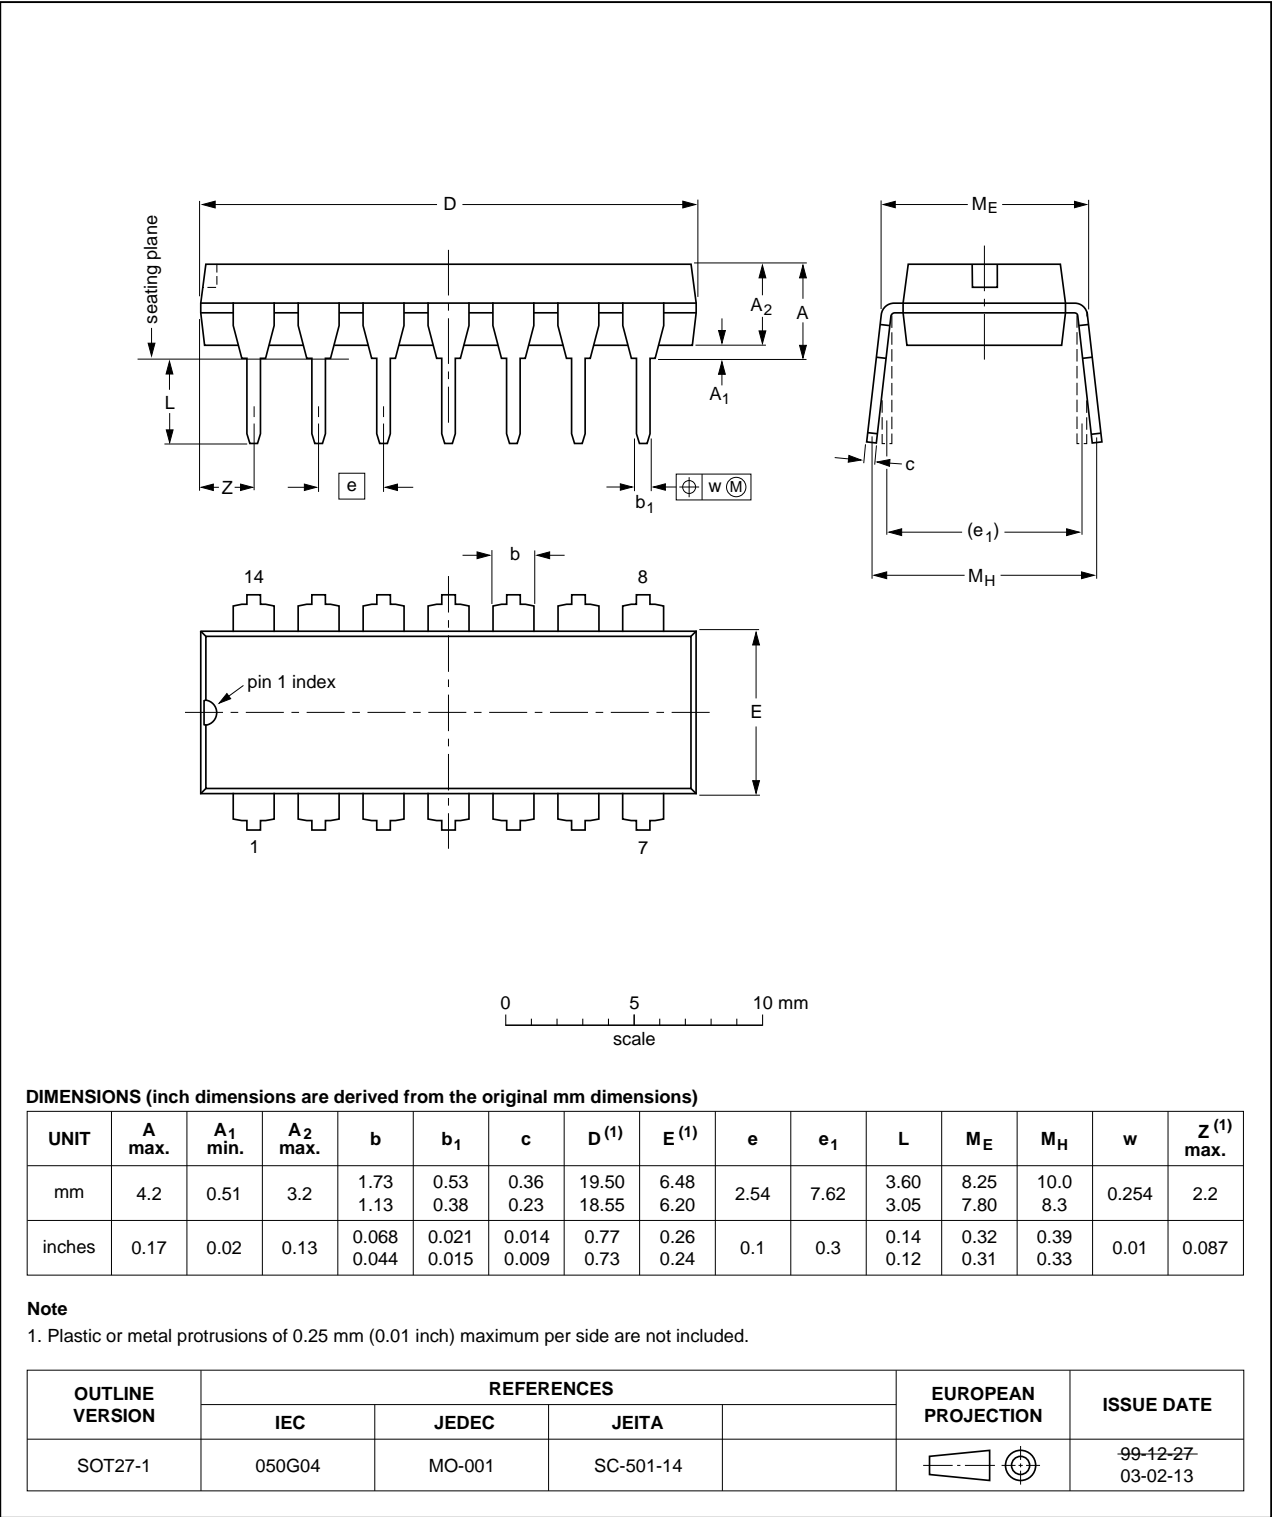 D
ME
seating plane
A2
A
A1
L
c
Z
e
b1
w M
(e1)
MH
b
14
8
pin 1 index
E
1
7
0
5
10 mm
scale
DIMENSIONS (inch dimensions are derived from the original mm dimensions)
UNIT A max. A1 min. A2 max. b b1 c D(1) E(1) e e1 L ME MH w Z(1) max.
mm 4.2 0.51 3.2 1.73 1.13 0.53 0.38 0.36 0.23 19.50 18.55 6.48 6.20 2.54 7.62 3.60 3.05 8.25 7.80 10.0 8.3 0.254 2.2
inches 0.17 0.02 0.13 0.068 0.044 0.021 0.015 0.014 0.009 0.77 0.73 0.26 0.24 0.1 0.3 0.14 0.12 0.32 0.31 0.39 0.33 0.01 0.087
Note
1. Plastic or metal protrusions of 0.25 mm (0.01 inch) maximum per side are not included.
OUTLINE VERSION REFERENCES EUROPEAN PROJECTION ISSUE DATE
IEC JEDEC JEITA
SOT27-1 050G04 MO-001 SC-501-14 99-12-27
03-02-13